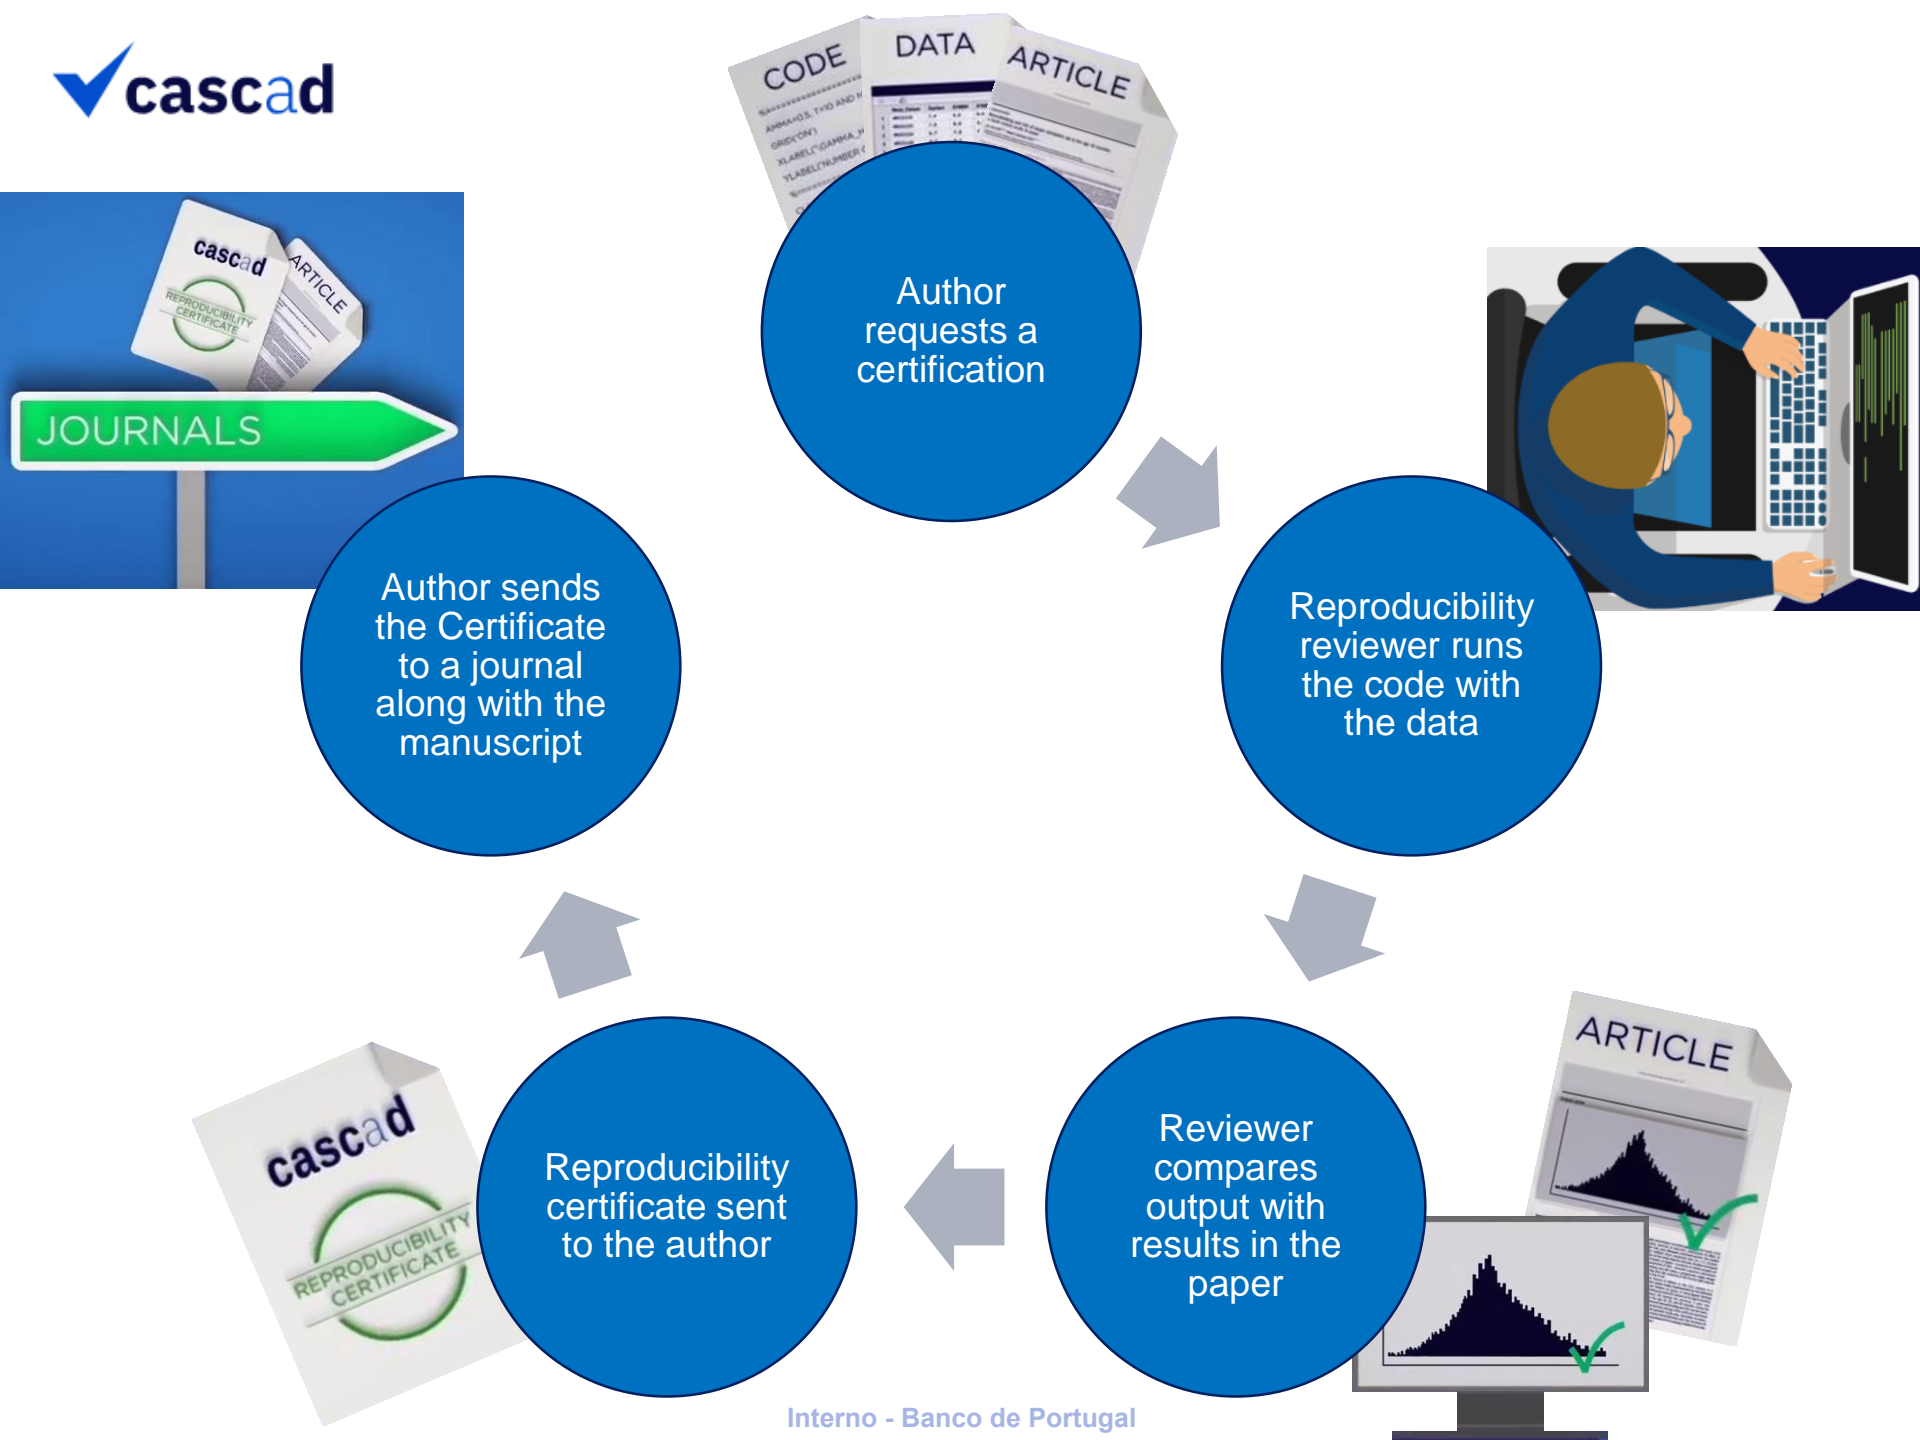 cascad
CODE
DATA
ARTICLE
GRID('ON')
Author
requests a
certification
cascad
REPRODUCIBILITY
CERTIFICATE
ARTICLE
JOURNALS
Reproducibility
reviewer runs
the code with
the data
Author sends
the Certificate
to a journal
along with the
manuscript
ARTICLE
Reviewer
compares
output with
results in the
paper
cascad
REPRODUCIBILITY
CERTIFICATE
Reproducibility
certificate sent
to the author
Interno - Banco de Portugal